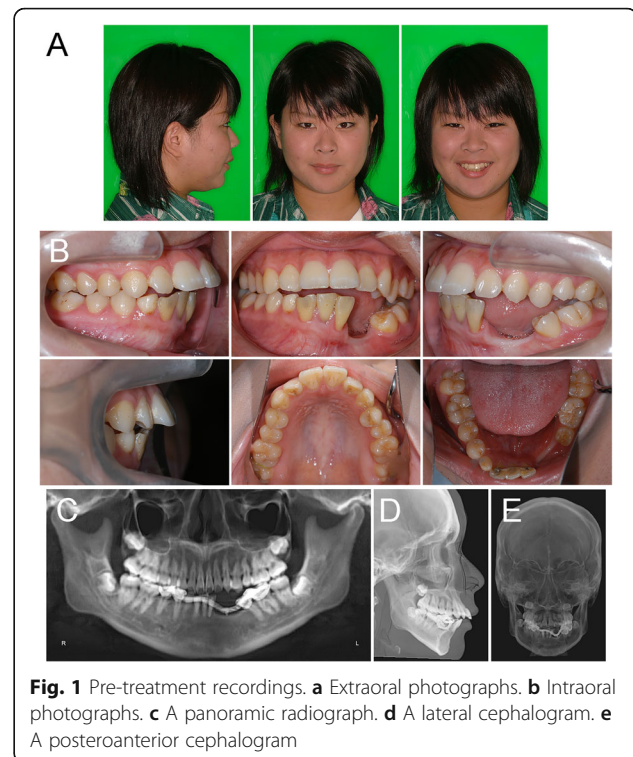 A
B
C
D
E
R
L
Fig. 1 Pre-treatment recordings. a Extraoral photographs. b Intraoral
photographs. c A panoramic radiograph. d A lateral cephalogram. e
A posteroanterior cephalogram